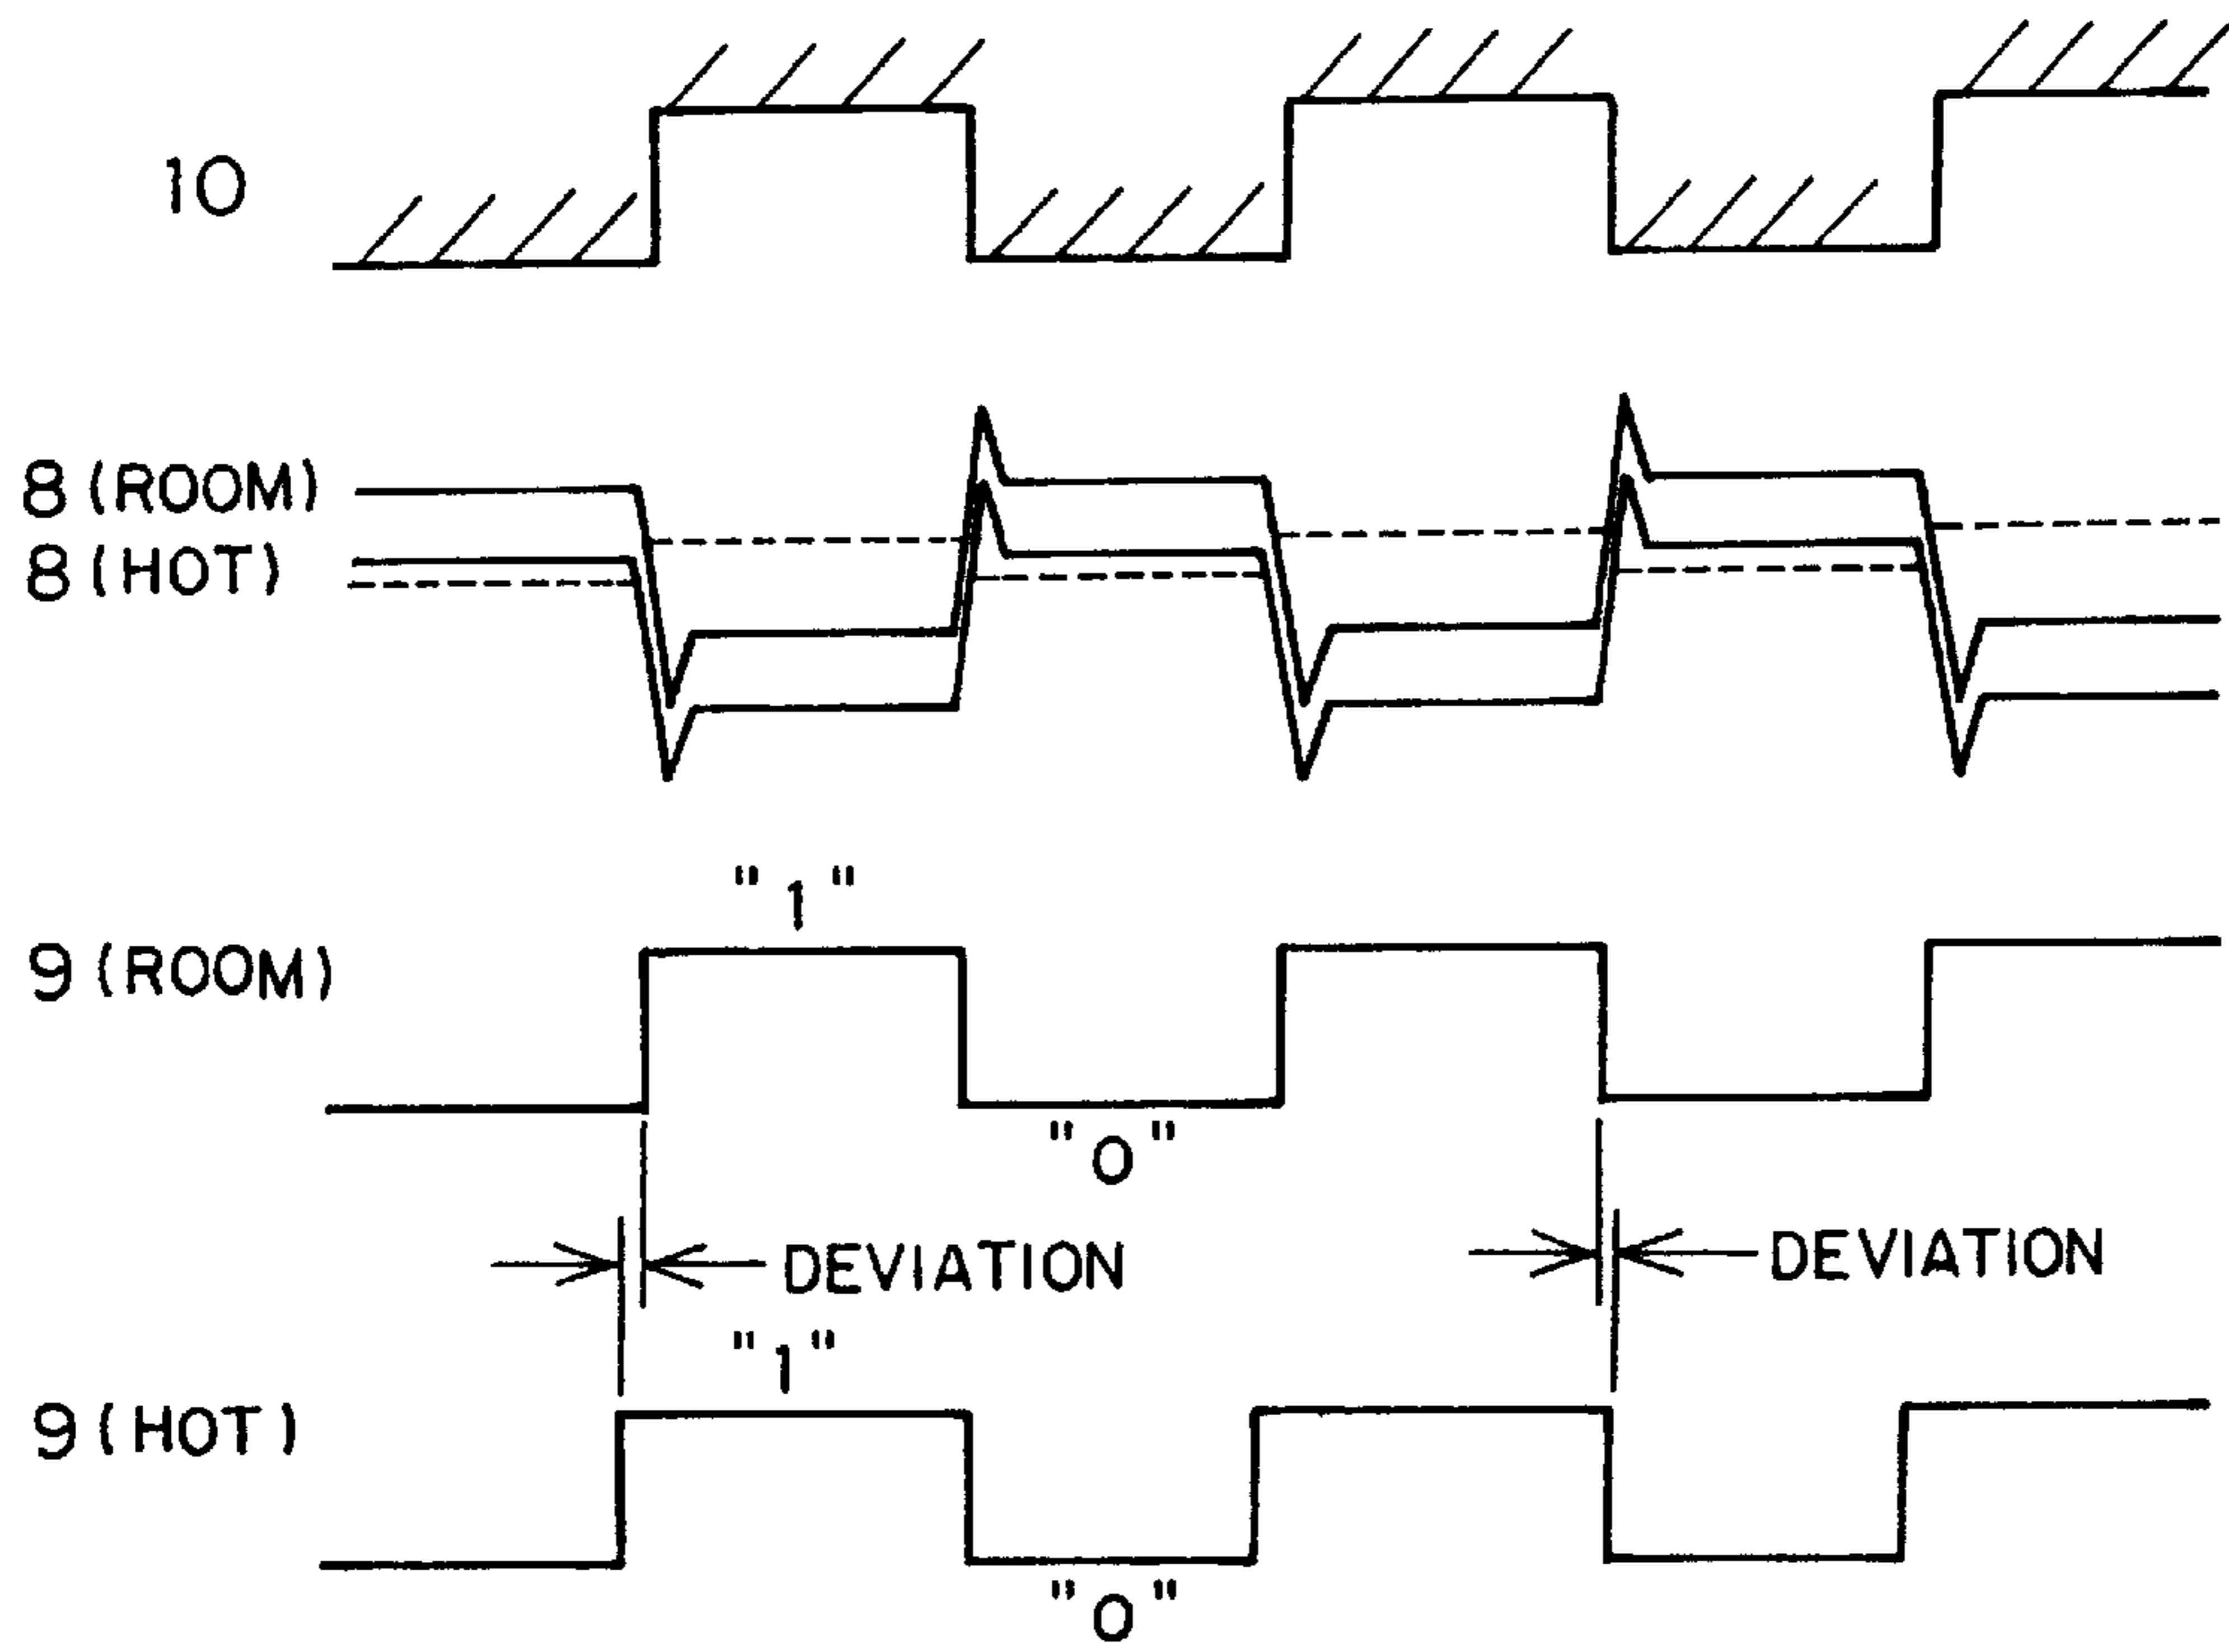 10
8 (ROOM)
8 (HOT)
"1"
9 (ROOM)
"0"
DEVIATION
DEVIATION
"1"
9 (HOT)
"0"